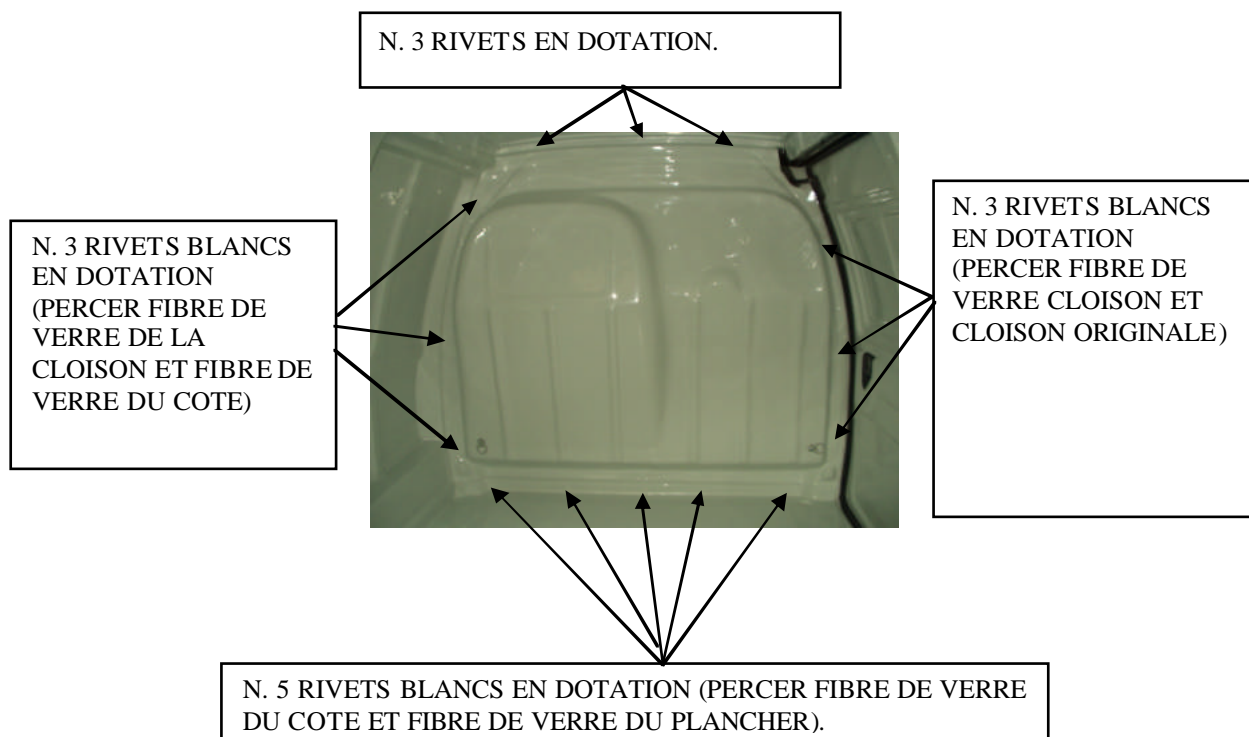 N. 3 RIVETS EN DOTATION.
N. 3 RIVETS BLANCS
EN DOTATION
(PERCER FIBRE DE
VERRE DE LA
CLOISON ET FIBRE DE
VERRE DU COTE)
N. 3 RIVETS BLANCS
EN DOTATION
(PERCER FIBRE DE
VERRE CLOISON ET
CLOISON ORIGINALE)
N. 5 RIVETS BLANCS EN DOTATION (PERCER FIBRE DE VERRE
DU COTE ET FIBRE DE VERRE DU PLANCHER).